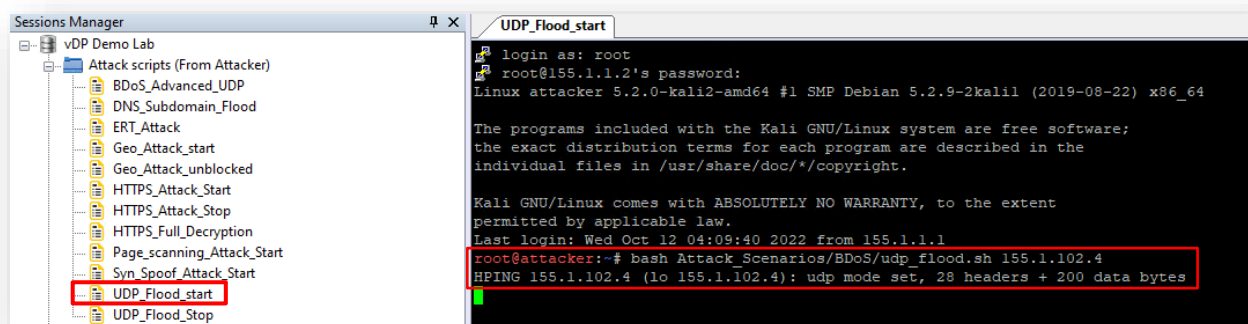 Sessions Manager
vDP Demo Lab
Attack scripts (From Attacker)
BDoS_Advanced_UDP
DNS_Subdomain_Flood
ERT_Attack
Geo_Attack_start
Geo_Attack_unblocked
HTTPS_Attack_Start
HTTPS_Attack_Stop
HTTPS_Full_Decryption
Page_scanning_Attack_Start
Syn_Spoof_Attack_Start
UDP_Flood_start
UDP_Flood_Stop
UDP_Flood_start
login as: root
root@155.1.1.2's password:
Linux attacker 5.2.0-kali2-amd64 #1 SMP Debian 5.2.9-2kali1 (2019-08-22) x86_64
The programs included with the Kali GNU/Linux system are free software;
the exact distribution terms for each program are described in the
individual files in /usr/share/doc/*/copyright.
Kali GNU/Linux comes with ABSOLUTELY NO WARRANTY, to the extent
permitted by applicable law.
Last login: Wed Oct 12 04:09:40 2022 from 155.1.1.1
root@attacker:~# bash Attack_Scenarios/BDoS/udp_flood.sh 155.1.102.4
HPING 155.1.102.4 (lo 155.1.102.4): udp mode set, 28 headers + 200 data bytes